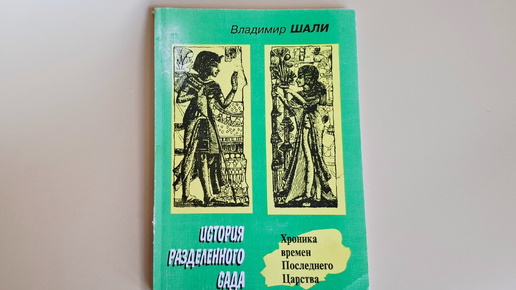 Владимир ШАЛИ
ИСТОРИЯ
РАЗДЕЛЕННОГО
САДА
Хроника
времен
Последнего
Царства